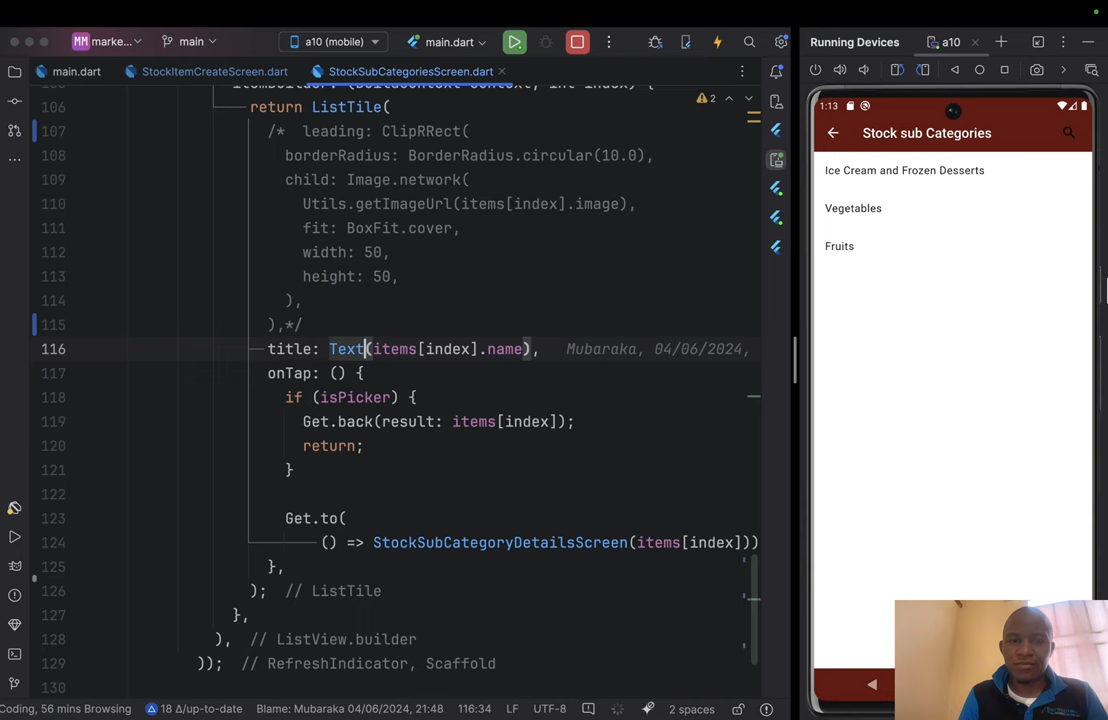 MM marke...
main
a10 (mobile)
main.dart
Running Devices
a10
main.dart
StockItemCreateScreen.dart
StockSubCategoriesScreen.dart
106 return ListTile(
2
107 /* leading: ClipRRect(
108 borderRadius: BorderRadius.circular(10.0),
109 child: Image.network(
110 Utils.getImageUrl(items[index].image),
111 fit: BoxFit.cover,
112 width: 50,
113 height: 50,
114 ),
115 ),*/
116 title: Text(items[index].name), Mubaraka, 04/06/2024,
117 onTap: () {
118 if (isPicker) {
119 Get.back(result: items[index]);
120 return;
121 }
122
123 Get.to(
124 () => StockSubCategoryDetailsScreen(items[index]))
125 },
126 ); // ListTile
127 },
128 ), // ListView.builder
129 )); // RefreshIndicator, Scaffold
130
1:13
Stock sub Categories
Ice Cream and Frozen Desserts
Vegetables
Fruits
Coding, 56 mins Browsing
18 Δ/up-to-date
Blame: Mubaraka 04/06/2024, 21:48
116:34
LF
UTF-8
2 spaces